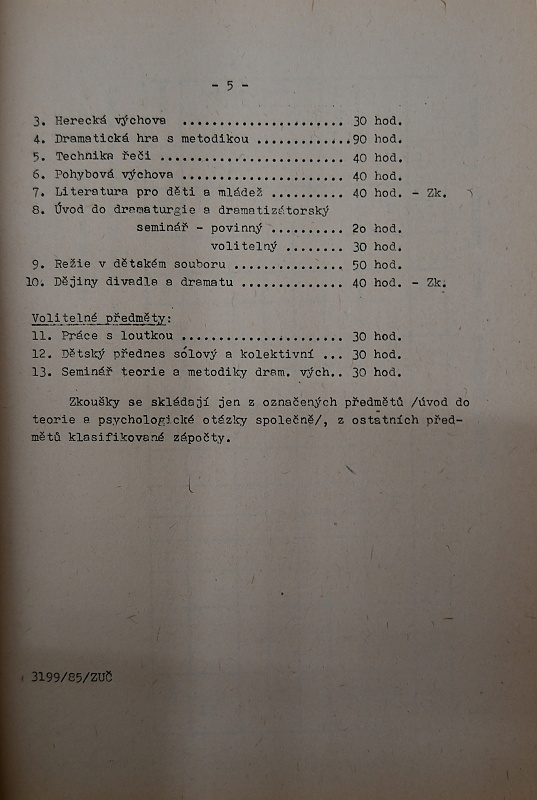 - 5 -
3. Herecká výchova ...................... 30 hod.
4. Dramatická hra s metodikou .............90 hod.
5. Technika řeči ......................... 40 hod.
6. Pohybová výchova ...................... 40 hod.
7. Literatura pro děti a mládež .......... 40 hod. - Zk.
8. Úvod do dramaturgie a dramatizátorský
seminář - povinný .......... 2o hod.
volitelný ........ 30 hod.
9. Režie v dětském souboru ............... 50 hod.
10. Dějiny divadla a dramatu .............. 40 hod. - Zk.
Volitelné předměty:
11. Práce s loutkou ...................... 30 hod.
12. Dětský přednes sólový a kolektivní ... 30 hod.
13. Seminář teorie a metodiky dram. vých.. 30 hod.
Zkoušky se skládají jen z označených předmětů /úvod do
teorie a psychologické otázky společně/, z ostatních před-
mětů klasifikované zápočty.
3199/85/ZUČ